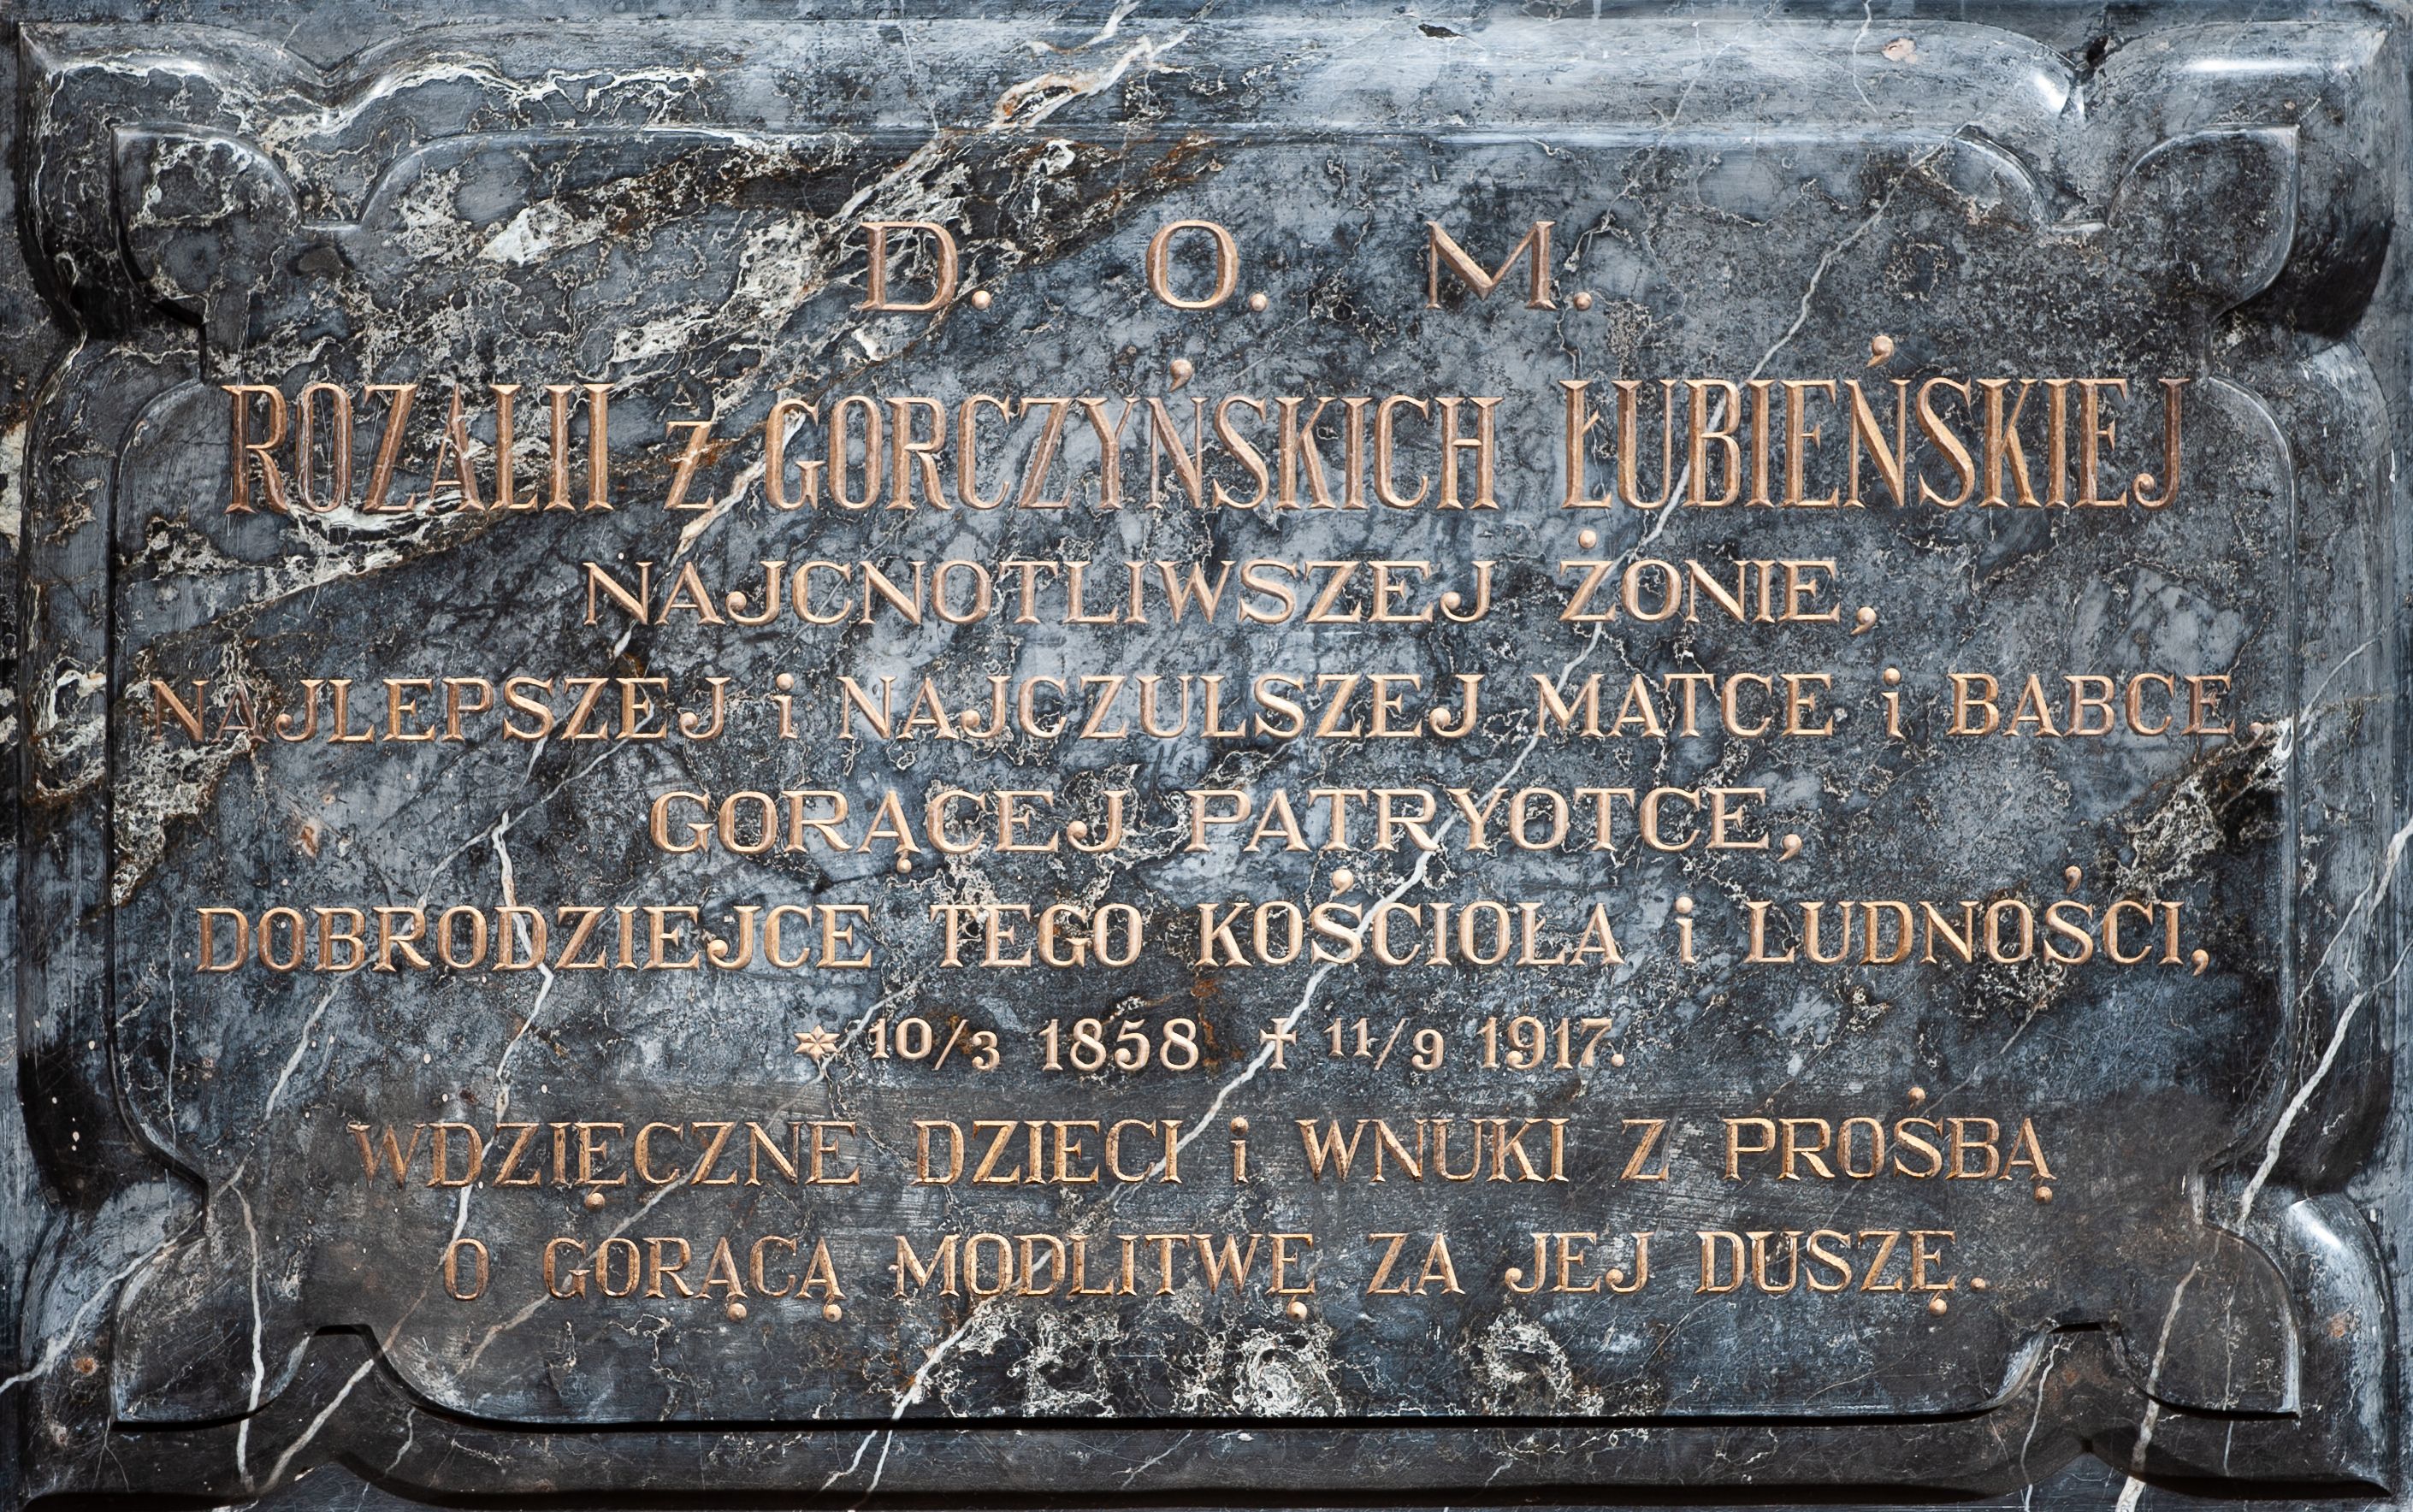 D. O. M.
ROZALII z GORCZYŃSKICH ŁUBIEŃSKIEJ
NAJCNOTLIWSZEJ ŻONIE,
NAJLEPSZEJ i NAJCZULSZEJ MATCE i BABCE,
GORĄCEJ PATRYOTCE,
DOBRODZIEJCE TEGO KOŚCIOŁA i LUDNOŚCI,
✲ 10/3 1858 ✝ 11/9 1917.
WDZIĘCZNE DZIECI i WNUKI Z PROŚBĄ
O GORĄCĄ MODLITWĘ ZA JEJ DUSZĘ.